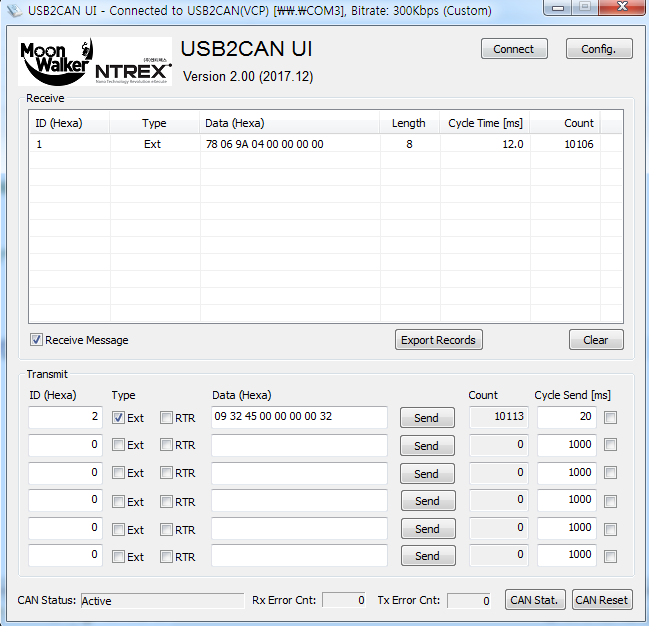 USB2CAN UI - Connected to USB2CAN(VCP) [₩₩.₩COM3], Bitrate: 300Kbps (Custom)
Moon Walker NTREX USB2CAN UI Connect Config.
Version 2.00 (2017.12)
Receive
ID (Hexa) Type Data (Hexa) Length Cycle Time [ms] Count
1 Ext 78 06 9A 04 00 00 00 00 8 12.0 10106
Receive Message Export Records Clear
Transmit
ID (Hexa) Type Data (Hexa) Count Cycle Send [ms]
2 Ext RTR 09 32 45 00 00 00 00 32 Send 10113 20
0 Ext RTR Send 0 1000
0 Ext RTR Send 0 1000
0 Ext RTR Send 0 1000
0 Ext RTR Send 0 1000
0 Ext RTR Send 0 1000
CAN Status: Active Rx Error Cnt: 0 Tx Error Cnt: 0 CAN Stat. CAN Reset